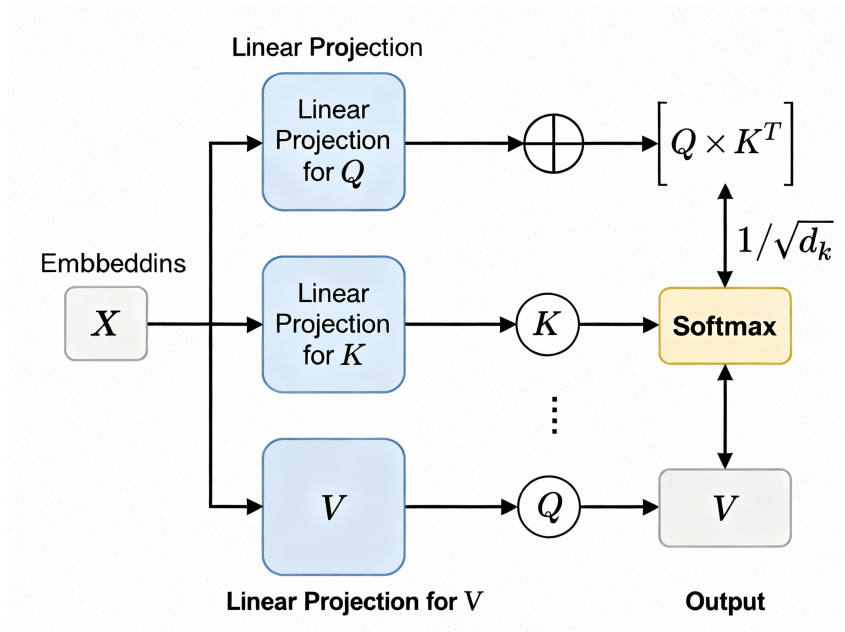 Linear Projection
Linear
Projection
for Q
[Q × K^T]
1/√d_k
Embbeddins
X
Linear
Projection
for K
K
Softmax
V
Q
V
Linear Projection for V
Output